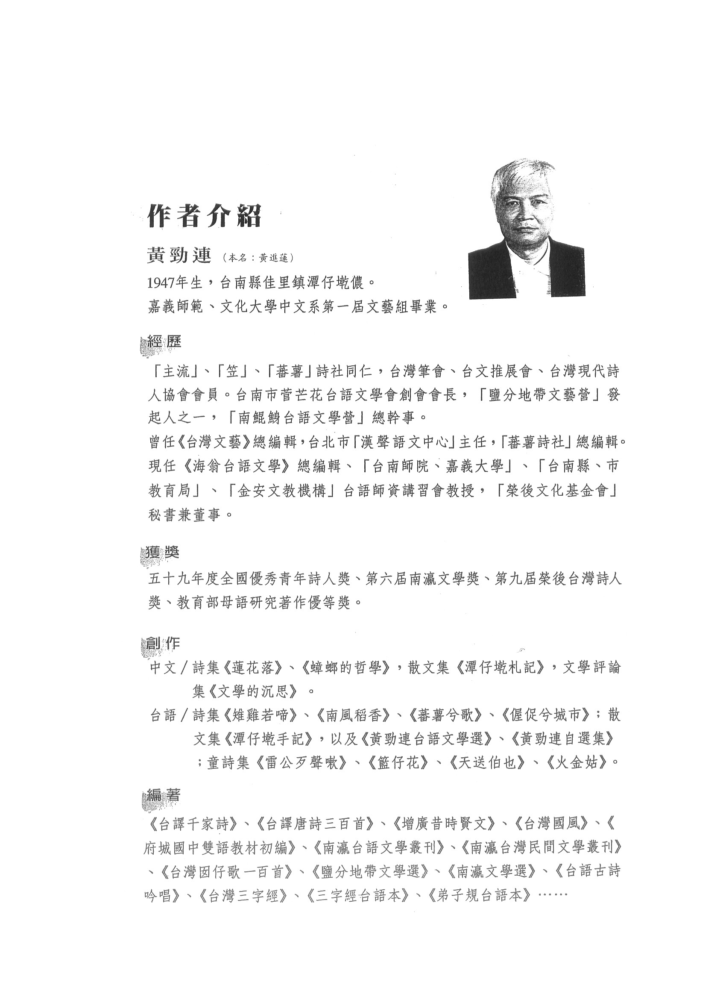 作者介紹
黃勁連（本名：黃進蓮）
1947年生，台南縣佳里鎮潭仔墘儂。
嘉義師範、文化大學中文系第一屆文藝組畢業。
經歷
「主流」、「笠」、「蕃薯」詩社同仁，台灣筆會、台文推展會、台灣現代詩
人協會會員。台南市菅芒花台語文學會創會會長，「鹽分地帶文藝營」發
起人之一，「南鯤鯓台語文學營」總幹事。
曾任《台灣文藝》總編輯，台北市「漢聲語文中心」主任，「蕃薯詩社」總編輯。
現任《海翁台語文學》總編輯、「台南師院、嘉義大學」、「台南縣、市
教育局」、「金安文教機構」台語師資講習會教授，「榮後文化基金會」
秘書兼董事。
獲獎
五十九年度全國優秀青年詩人獎、第六屆南瀛文學獎、第九屆榮後台灣詩人
獎、教育部母語研究著作優等獎。
創作
中文／詩集《蓮花落》、《蟑螂的哲學》，散文集《潭仔墘札記》，文學評論
集《文學的沉思》。
台語／詩集《雉雞若啼》、《南風稻香》、《蕃薯兮歌》、《偓促兮城市》；散
文集《潭仔墘手記》，以及《黃勁連台語文學選》、《黃勁連自選集》
；童詩集《雷公歹聲嗽》、《籃仔花》、《天送伯也》、《火金姑》。
編著
《台譯千家詩》、《台譯唐詩三百首》、《增廣昔時賢文》、《台灣國風》、《
府城國中雙語教材初編》、《南瀛台語文學叢刊》、《南瀛台灣民間文學叢刊》
、《台灣囡仔歌一百首》、《鹽分地帶文學選》、《南瀛文學選》、《台語古詩
吟唱》、《台灣三字經》、《三字經台語本》、《弟子規台語本》⋯⋯